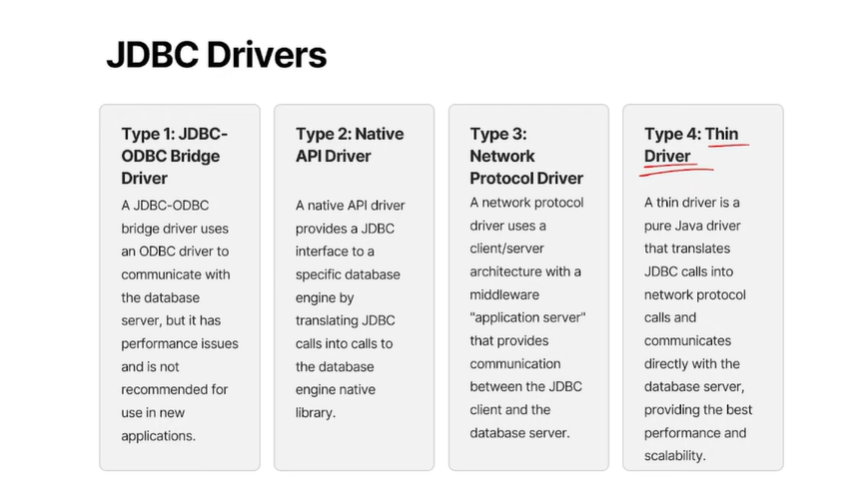 JDBC Drivers
Type 1: JDBC-
ODBC Bridge
Driver
A JDBC-ODBC
bridge driver uses
an ODBC driver to
communicate with
the database
server, but it has
performance issues
and is not
recommended for
use in new
applications.
Type 2: Native
API Driver
A native API driver
provides a JDBC
interface to a
specific database
engine by
translating JDBC
calls into calls to
the database
engine native
library.
Type 3:
Network
Protocol Driver
A network protocol
driver uses a
client/server
architecture with a
middleware
"application server"
that provides
communication
between the JDBC
client and the
database server.
Type 4: Thin
Driver
A thin driver is a
pure Java driver
that translates
JDBC calls into
network protocol
calls and
communicates
directly with the
database server,
providing the best
performance and
scalability.